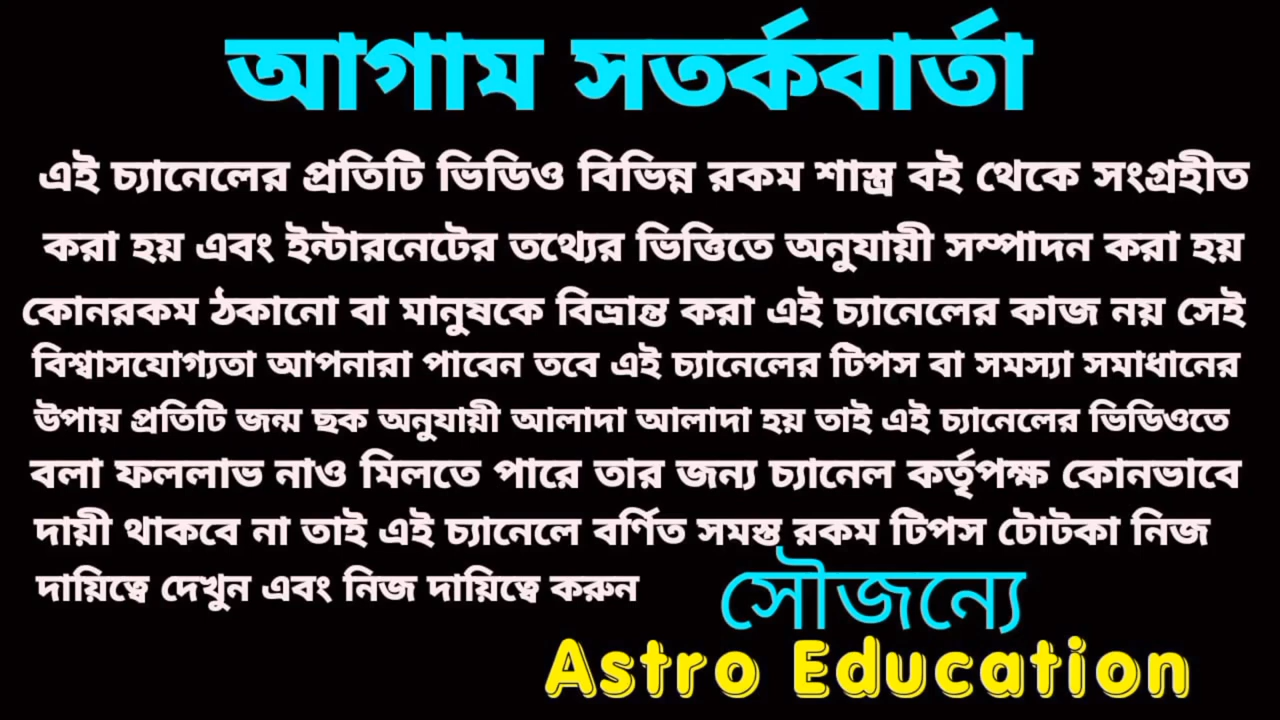 আগাম সতর্কবার্তা
এই চ্যানেলের প্রতিটি ভিডিও বিভিন্ন রকম শাস্ত্র বই থেকে সংগ্রহীত
করা হয় এবং ইন্টারনেটের তথ্যের ভিত্তিতে অনুযায়ী সম্পাদন করা হয়
কোনরকম ঠকানো বা মানুষকে বিভ্রান্ত করা এই চ্যানেলের কাজ নয় সেই
বিশ্বাসযোগ্যতা আপনারা পাবেন তবে এই চ্যানেলের টিপস বা সমস্যা সমাধানের
উপায় প্রতিটি জন্ম ছক অনুযায়ী আলাদা আলাদা হয় তাই এই চ্যানেলের ভিডিওতে
বলা ফললাভ নাও মিলতে পারে তার জন্য চ্যানেল কর্তৃপক্ষ কোনভাবে
দায়ী থাকবে না তাই এই চ্যানেলে বর্ণিত সমস্ত রকম টিপস টোটকা নিজ
দায়িত্বে দেখুন এবং নিজ দায়িত্বে করুন
সৌজন্যে
Astro Education